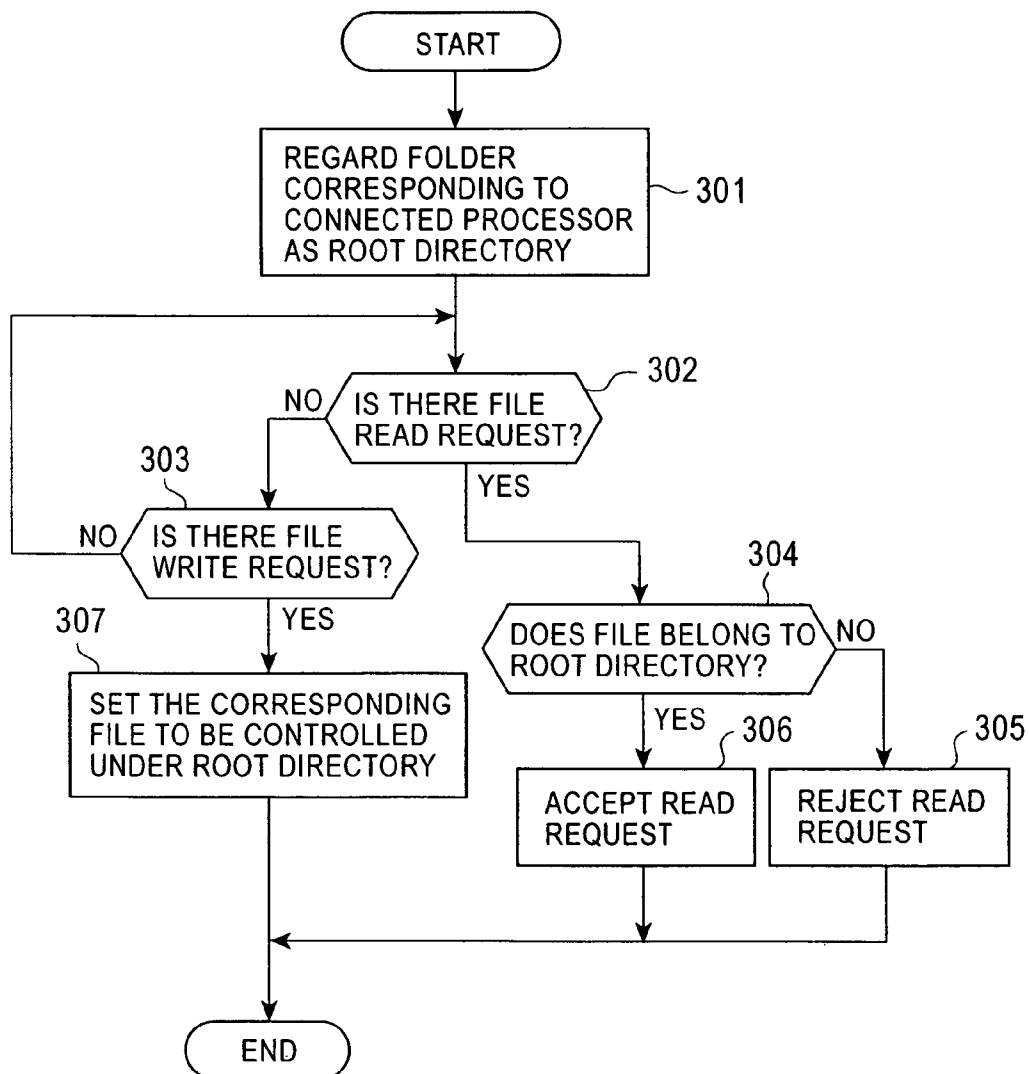 START
REGARD FOLDER
CORRESPONDING TO
CONNECTED PROCESSOR
AS ROOT DIRECTORY
301
302
NO
IS THERE FILE
READ REQUEST?
YES
303
NO
IS THERE FILE
WRITE REQUEST?
YES
304
DOES FILE BELONG TO
ROOT DIRECTORY?
NO
YES
307
SET THE CORRESPONDING
FILE TO BE CONTROLLED
UNDER ROOT DIRECTORY
306
ACCEPT READ
REQUEST
305
REJECT READ
REQUEST
END